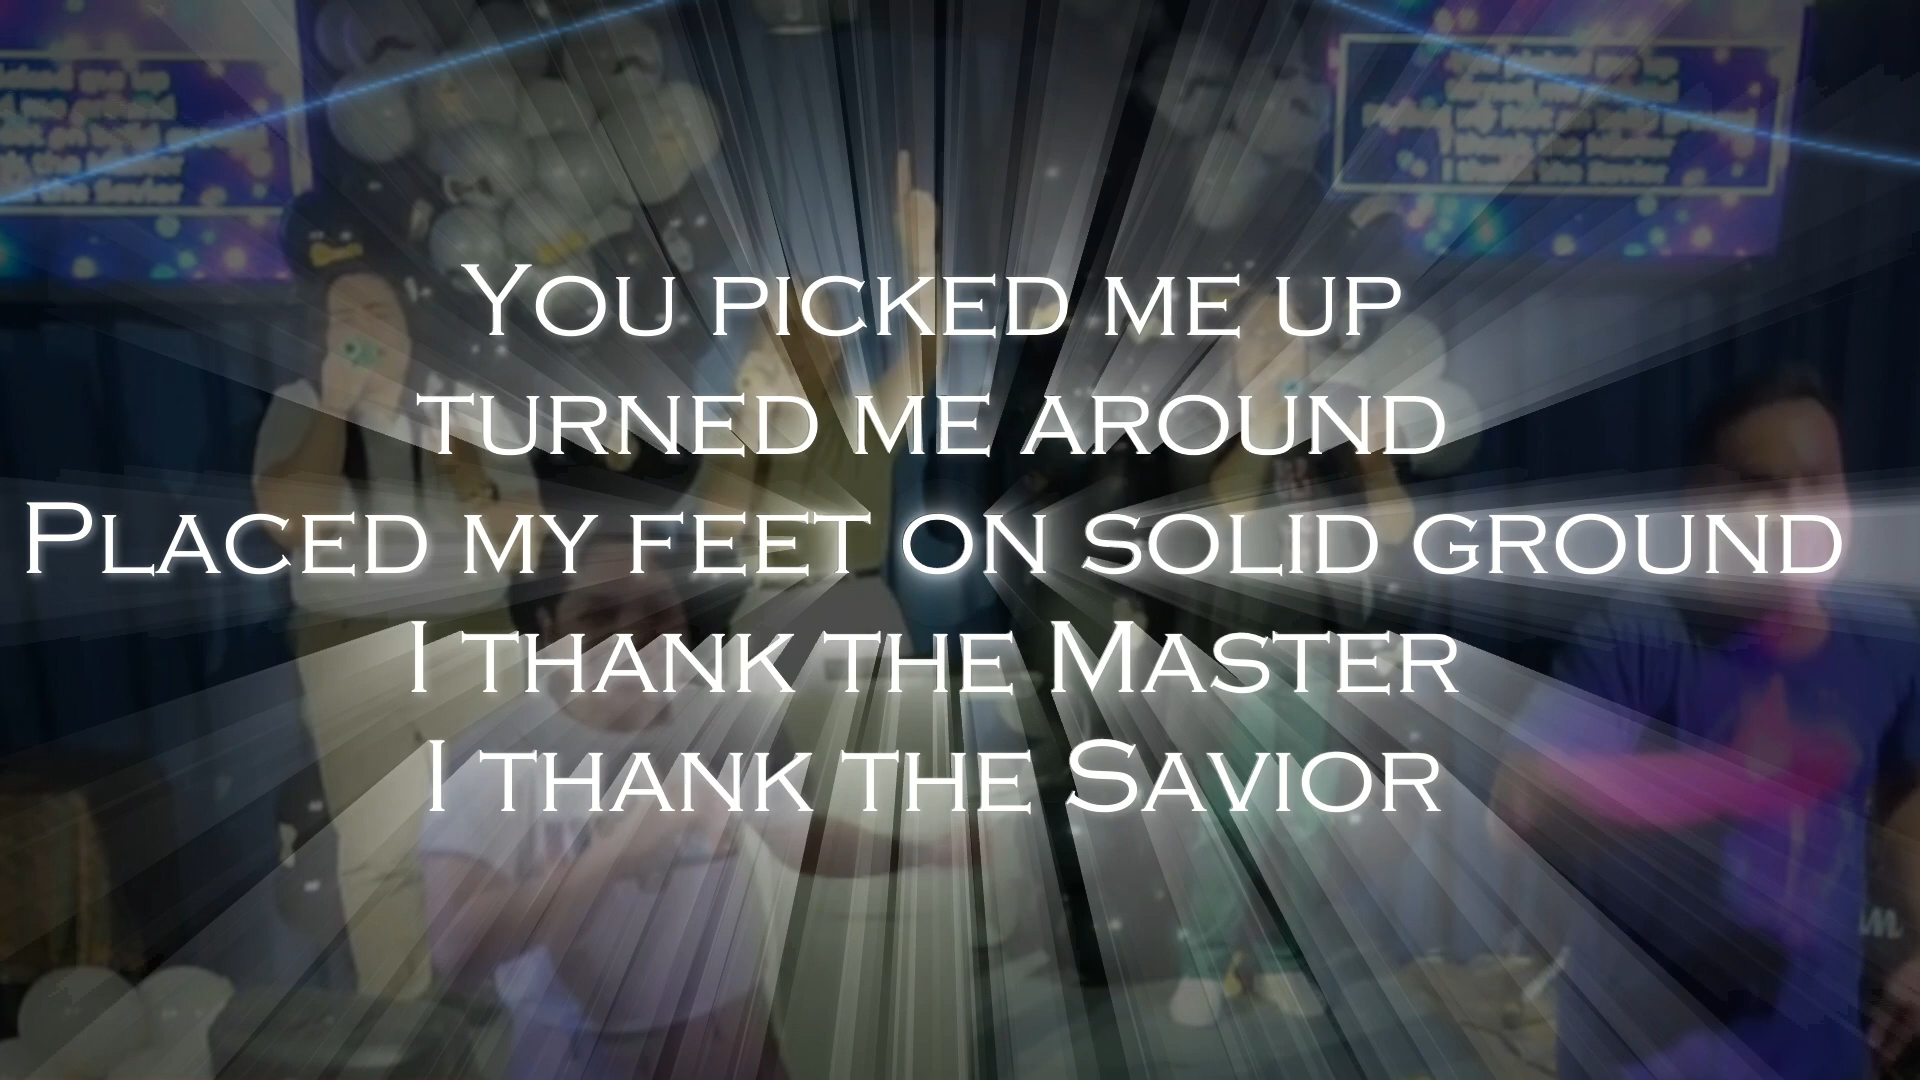 You picked me up
turned me around
Placed my feet on solid ground
I thank the Master
I thank the Savior